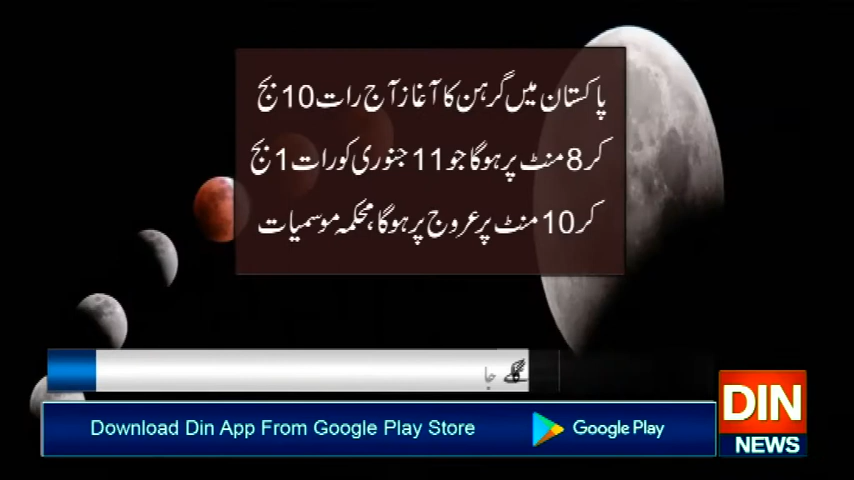 پاکستان میں گرہن کا آغاز آج رات 10 بج
کر 8 منٹ پر ہوگا جو 11 جنوری کو رات 1 بج
کر 10 منٹ پر عروج پر ہوگا، محکمہ موسمیات
جا
Download Din App From Google Play Store
Google Play
DIN
NEWS